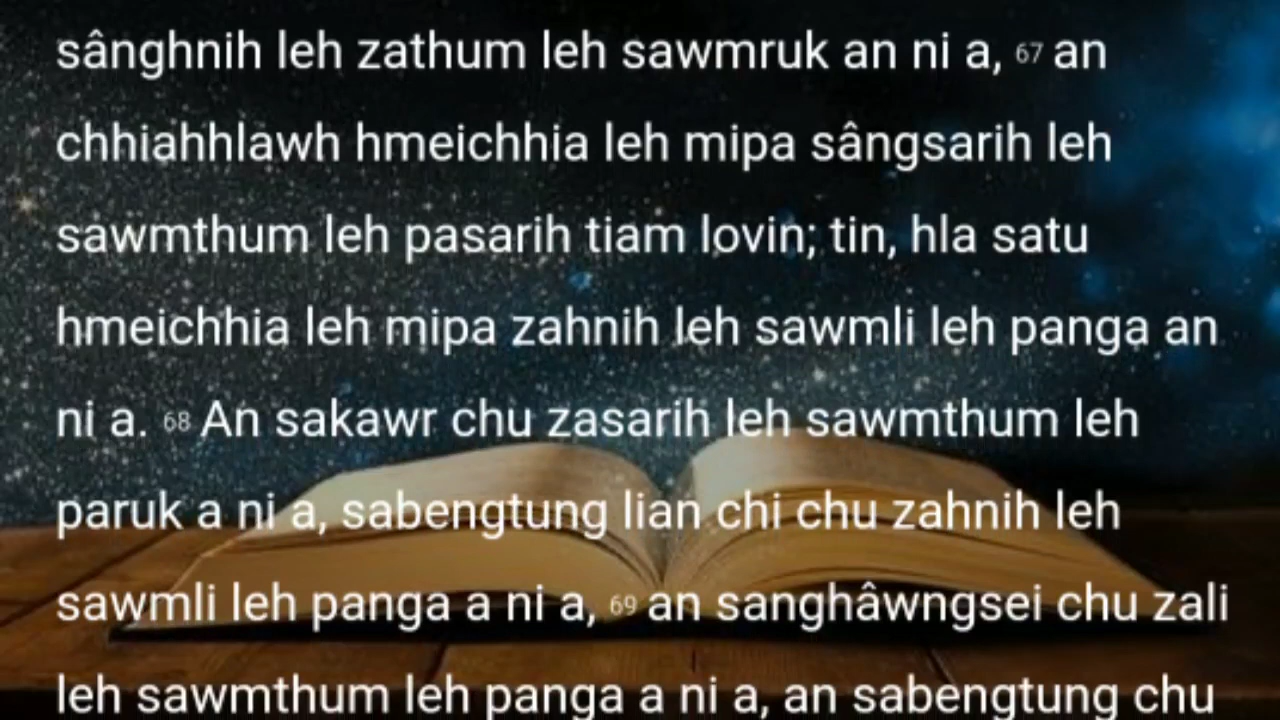 sânghnih leh zathum leh sawmruk an ni a, 67 an
chhiahhlawh hmeichhia leh mipa sângsarih leh
sawmthum leh pasarih tiam lovin; tin, hla satu
hmeichhia leh mipa zahnih leh sawmli leh panga an
ni a. 68 An sakawr chu zasarih leh sawmthum leh
paruk a ni a, sabengtung lian chi chu zahnih leh
sawmli leh panga a ni a, 69 an sanghâwngsei chu zali
leh sawmthum leh panga a ni a, an sabengtung chu